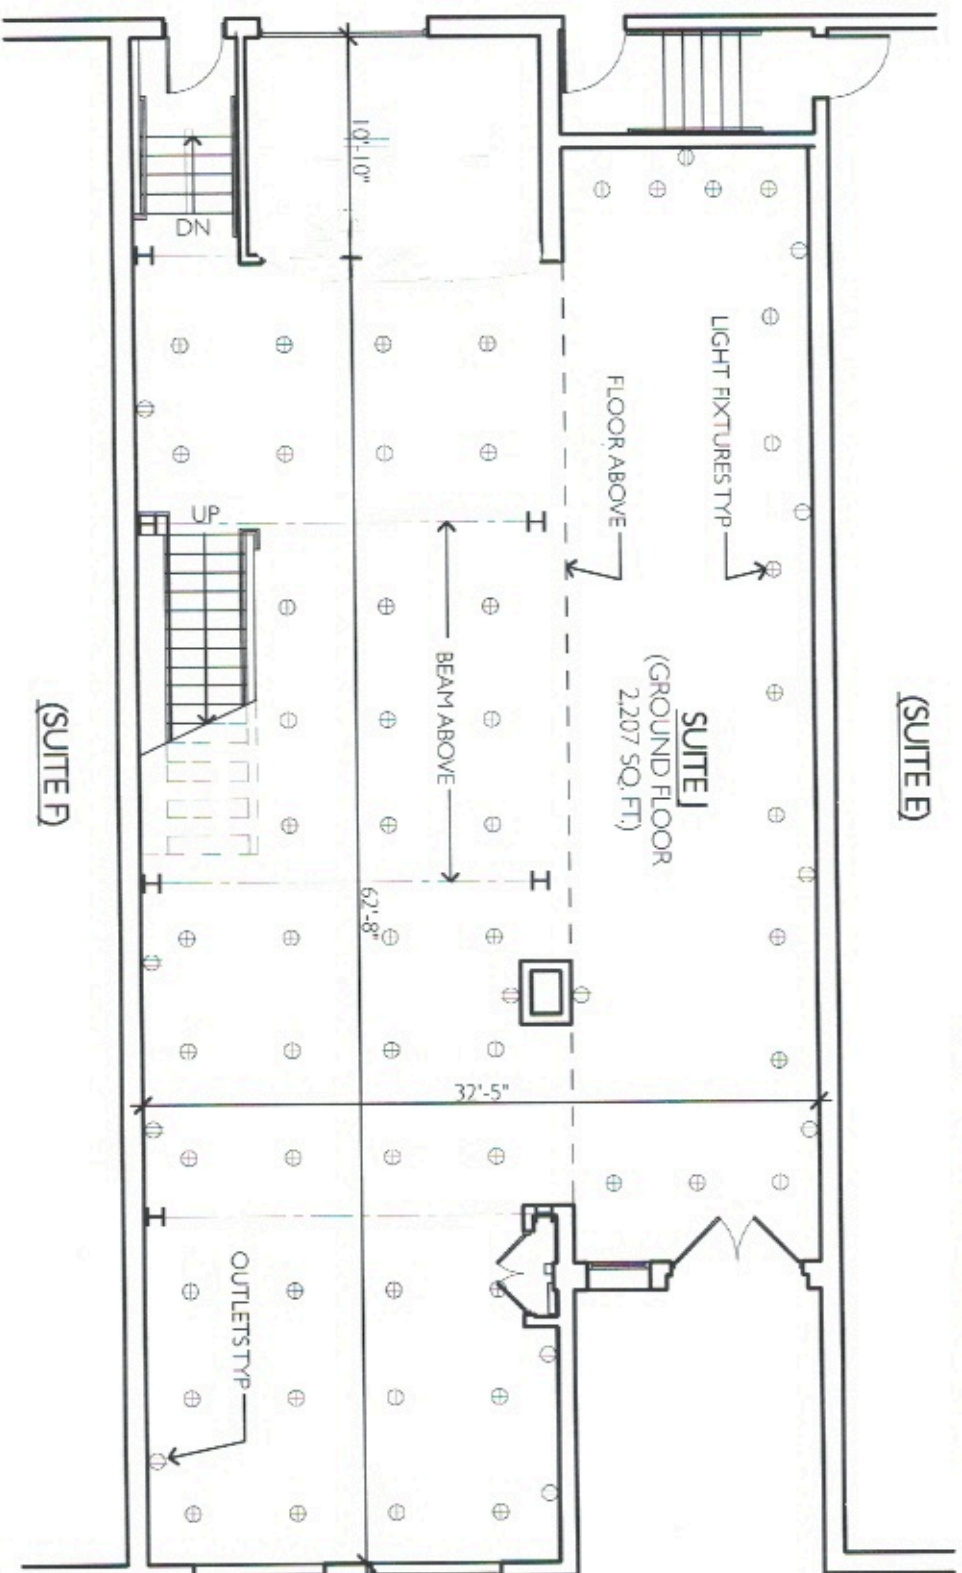 10'-10"
DN
LIGHT FIXTURES TYP
FLOOR ABOVE
UP
BEAM ABOVE
(SUITE E)
SUITE J
(GROUND FLOOR
2,207 SQ. FT.)
(SUITE F)
62'-8"
32'-5"
OUTLETS TYP